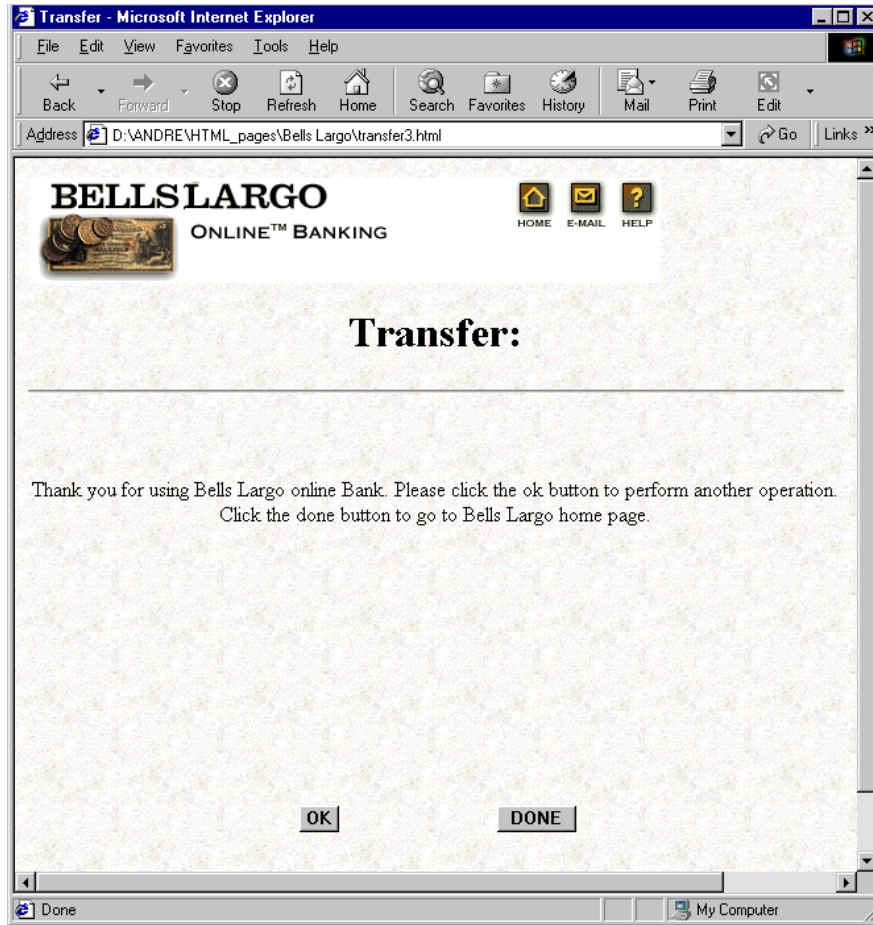 Transfer - Microsoft Internet Explorer
File Edit View Favorites Tools Help
Back Forward Stop Refresh Home Search Favorites History Mail Print Edit
Address D:\ANDRE\HTML_pages\Bells Largo\transfer3.html Go Links »
BELLS LARGO
ONLINE™ BANKING
HOME E-MAIL HELP
Transfer:
Thank you for using Bells Largo online Bank. Please click the ok button to perform another operation.
Click the done button to go to Bells Largo home page.
OK DONE
Done My Computer